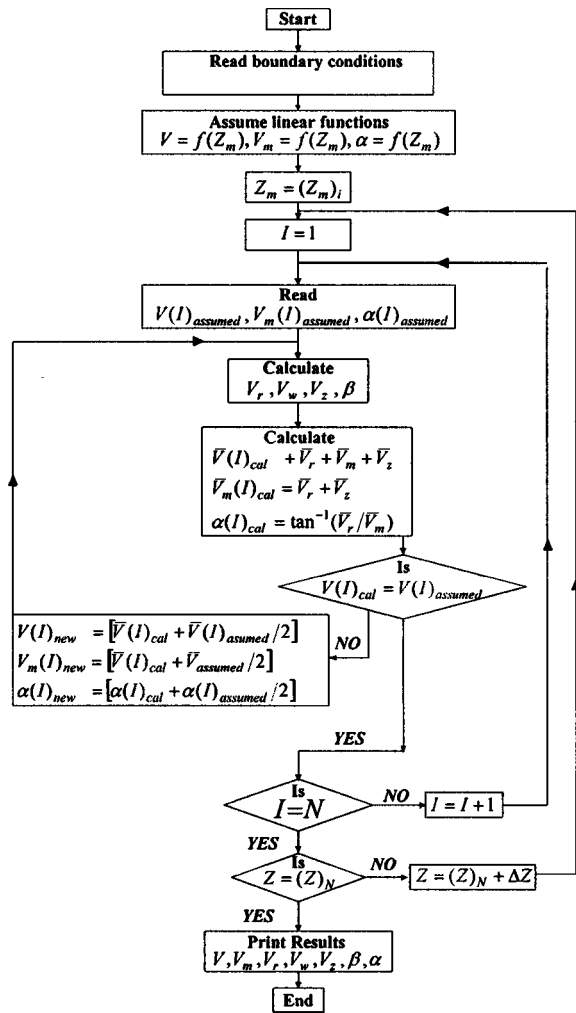 Start
Read boundary conditions
Assume linear functions
V = f(Z_m), V_m = f(Z_m), α = f(Z_m)
Z_m = (Z_m)_i
I = 1
Read
V(I)_assumed, V_m(I)_assumed, α(I)_assumed
Calculate
V_r, V_w, V_z, β
Calculate
V̅(I)_cal + V̅_r + V̅_m + V̅_z
V̅_m(I)_cal = V̅_r + V̅_z
α(I)_cal = tan⁻¹(V̅_r/V̅_m)
Is
V(I)_cal = V(I)_assumed
NO
V(I)_new = [V̅(I)_cal + V̅(I)_asumed/2]
V_m(I)_new = [V̅(I)_cal + V̅_assumed/2]
α(I)_new = [α(I)_cal + α(I)_assumed/2]
YES
Is
I=N
NO
I = I + 1
YES
Is
Z = (Z)_N
NO
Z = (Z)_N + ΔZ
YES
Print Results
V, V_m, V_r, V_w, V_z, β, α
End